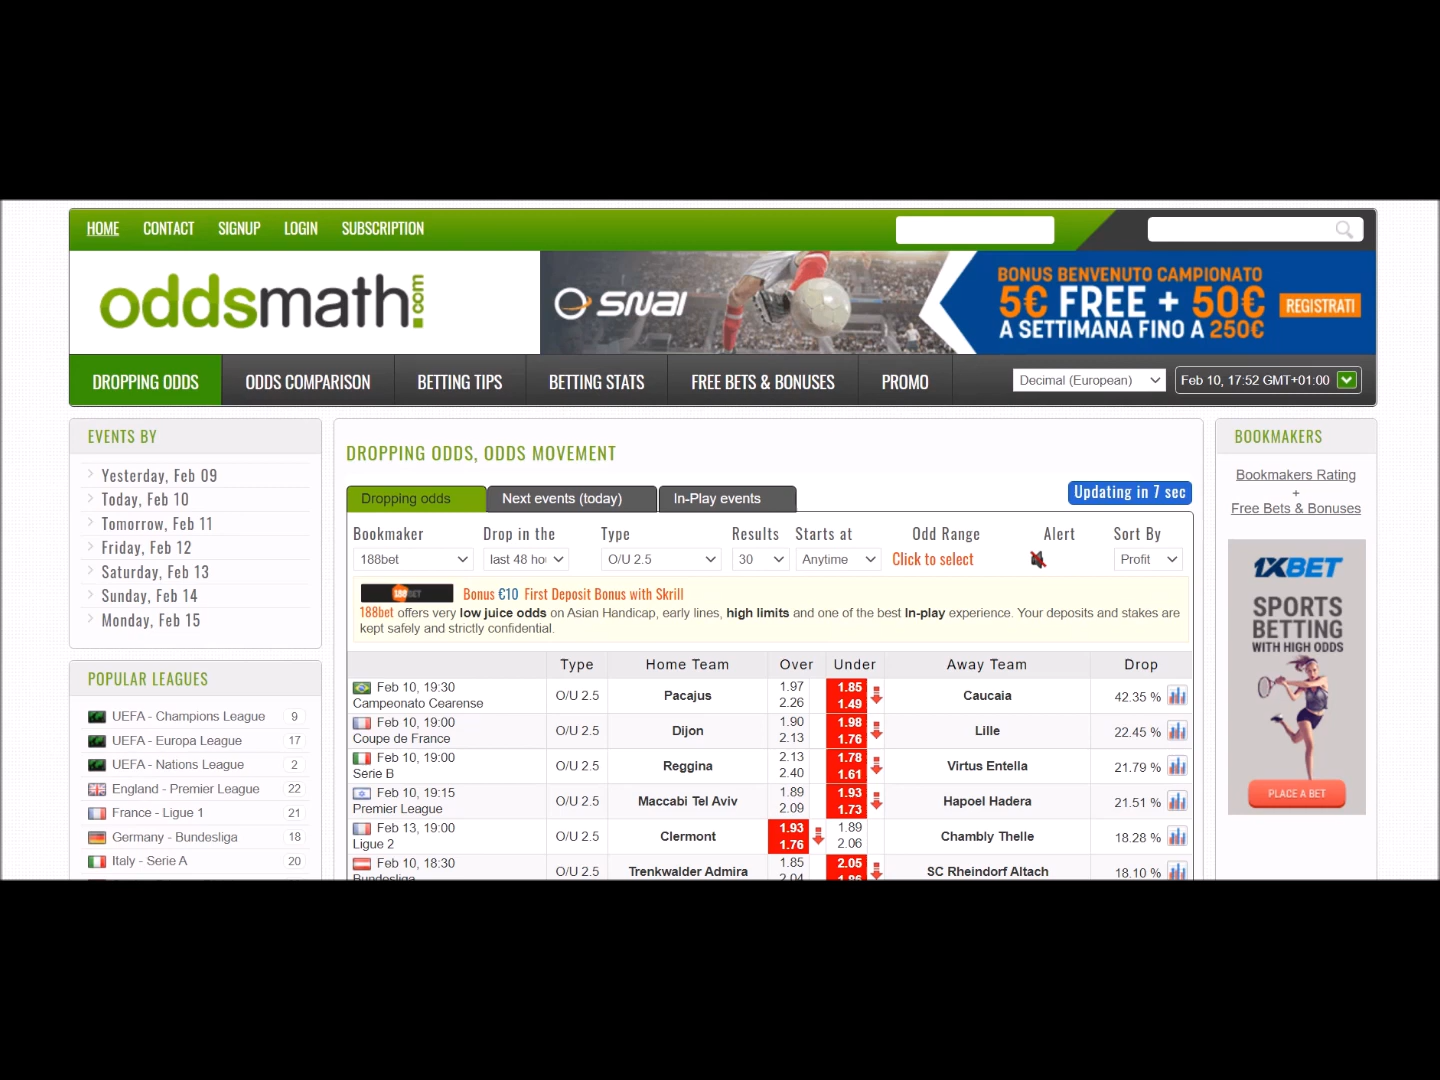 HOME CONTACT SIGNUP LOGIN SUBSCRIPTION
oddsmath.com
SNAI
BONUS BENVENUTO CAMPIONATO
5€ FREE + 50€
A SETTIMANA FINO A 250€
REGISTRATI
DROPPING ODDS ODDS COMPARISON BETTING TIPS BETTING STATS FREE BETS & BONUSES PROMO Decimal (European) Feb 10, 17:52 GMT+01:00
EVENTS BY
Yesterday, Feb 09
Today, Feb 10
Tomorrow, Feb 11
Friday, Feb 12
Saturday, Feb 13
Sunday, Feb 14
Monday, Feb 15
POPULAR LEAGUES
UEFA - Champions League 9
UEFA - Europa League 17
UEFA - Nations League 2
England - Premier League 22
France - Ligue 1 21
Germany - Bundesliga 18
Italy - Serie A 20
DROPPING ODDS, ODDS MOVEMENT
Dropping odds Next events (today) In-Play events Updating in 7 sec
Bookmaker Drop in the Type Results Starts at Odd Range Alert Sort By
188bet last 48 ho O/U 2.5 30 Anytime Click to select Profit
188BET Bonus €10 First Deposit Bonus with Skrill
188bet offers very low juice odds on Asian Handicap, early lines, high limits and one of the best In-play experience. Your deposits and stakes are
kept safely and strictly confidential.
Type Home Team Over Under Away Team Drop
Feb 10, 19:30 1.97 1.85
Campeonato Cearense O/U 2.5 Pacajus 2.26 1.49 Caucaia 42.35 %
Feb 10, 19:00 1.90 1.98
Coupe de France O/U 2.5 Dijon 2.13 1.76 Lille 22.45 %
Feb 10, 19:00 2.13 1.78
Serie B O/U 2.5 Reggina 2.40 1.61 Virtus Entella 21.79 %
Feb 10, 19:15 1.89 1.93
Premier League O/U 2.5 Maccabi Tel Aviv 2.09 1.73 Hapoel Hadera 21.51 %
Feb 13, 19:00 1.93 1.89
Ligue 2 O/U 2.5 Clermont 1.76 2.06 Chambly Thelle 18.28 %
Feb 10, 18:30 1.85 2.05
Bundesliga O/U 2.5 Trenkwalder Admira 2.04 1.86 SC Rheindorf Altach 18.10 %
BOOKMAKERS
Bookmakers Rating
+
Free Bets & Bonuses
1XBET
SPORTS
BETTING
WITH HIGH ODDS
PLACE A BET